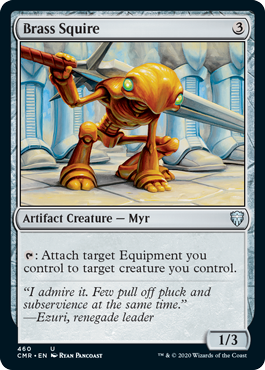 Brass Squire 3
Artifact Creature — Myr
: Attach target Equipment you
control to target creature you control.
“I admire it. Few pull off pluck and
subservience at the same time.”
—Ezuri, renegade leader
1/3
460 U
CMR • EN Ryan Pancoast ™ & © 2020 Wizards of the Coast